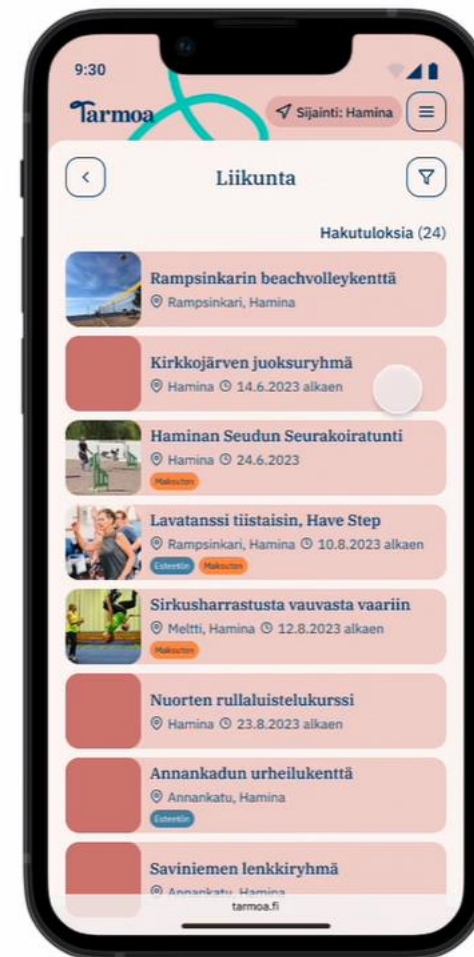 9:30
Tarmoa
Sijainti: Hamina
Liikunta
Hakutuloksia (24)
Rampsinkarin beachvolleykenttä
Rampsinkari, Hamina
Kirkkojärven juoksuryhmä
Hamina 14.6.2023 alkaen
Haminan Seudun Seurakoiratunti
Hamina 24.6.2023
Maksuton
Lavatanssi tiistaisin, Have Step
Rampsinkari, Hamina 10.8.2023 alkaen
Esteetön Maksuton
Sirkusharrastusta vauvasta vaariin
Meltti, Hamina 12.8.2023 alkaen
Maksuton
Nuorten rullaluistelukurssi
Hamina 23.8.2023 alkaen
Annankadun urheilukenttä
Annankatu, Hamina
Esteetön
Saviniemen lenkkiryhmä
Annankatu, Hamina
tarmoa.fi